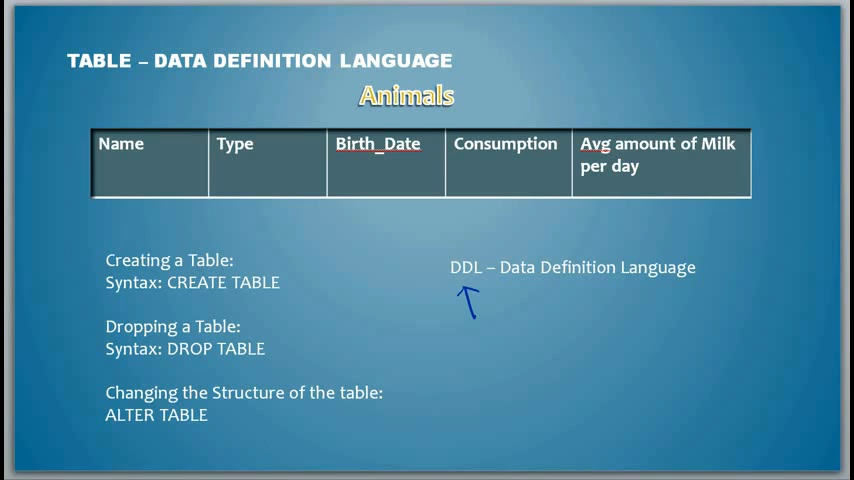 TABLE – DATA DEFINITION LANGUAGE
Animals
Name Type Birth_Date Consumption Avg amount of Milk
per day
Creating a Table:
Syntax: CREATE TABLE
DDL – Data Definition Language
Dropping a Table:
Syntax: DROP TABLE
Changing the Structure of the table:
ALTER TABLE